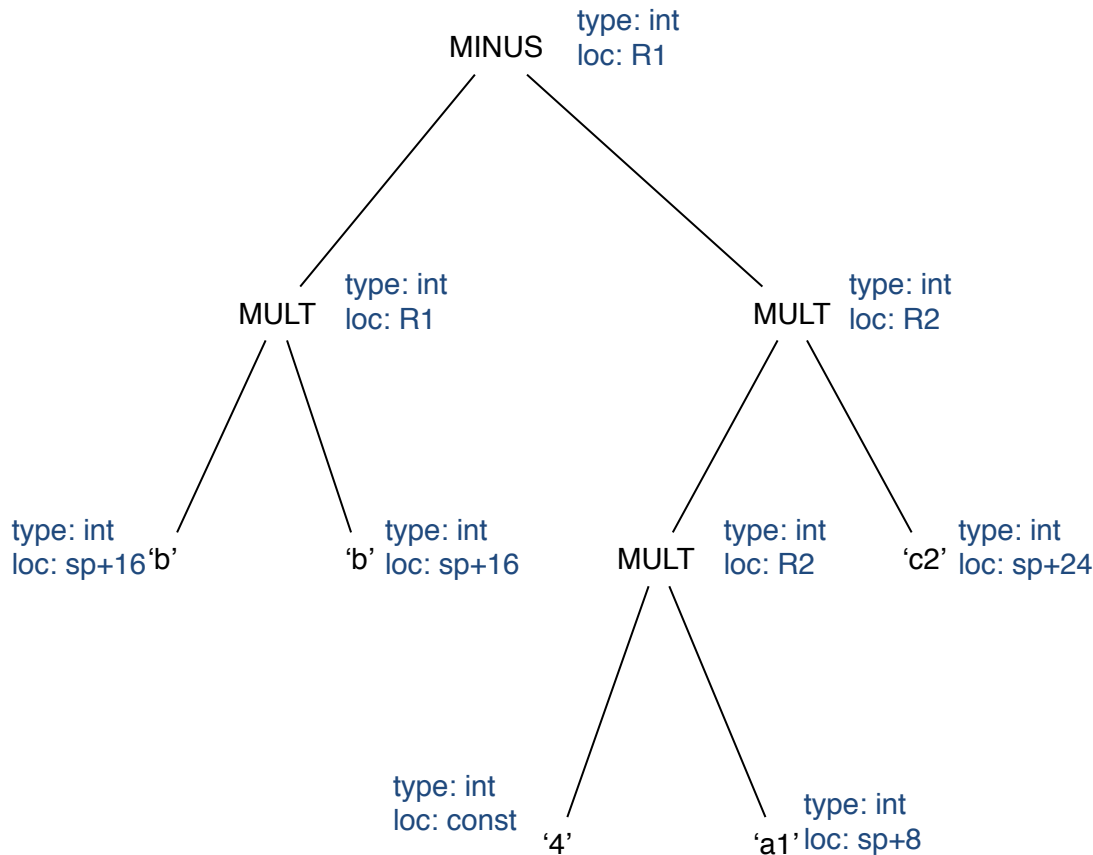 MINUS
type: int
loc: R1
MULT
type: int
loc: R1
MULT
type: int
loc: R2
type: int
loc: sp+16
‘b’
‘b’
type: int
loc: sp+16
MULT
type: int
loc: R2
‘c2’
type: int
loc: sp+24
type: int
loc: const
‘4’
‘a1’
type: int
loc: sp+8